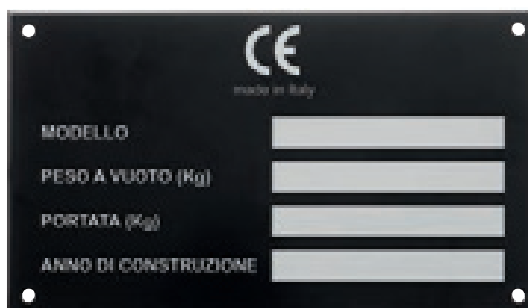 CE
made in Italy
MODELLO
PESO A VUOTO (Kg)
PORTATA (Kg)
ANNO DI CONSTRUZIONE